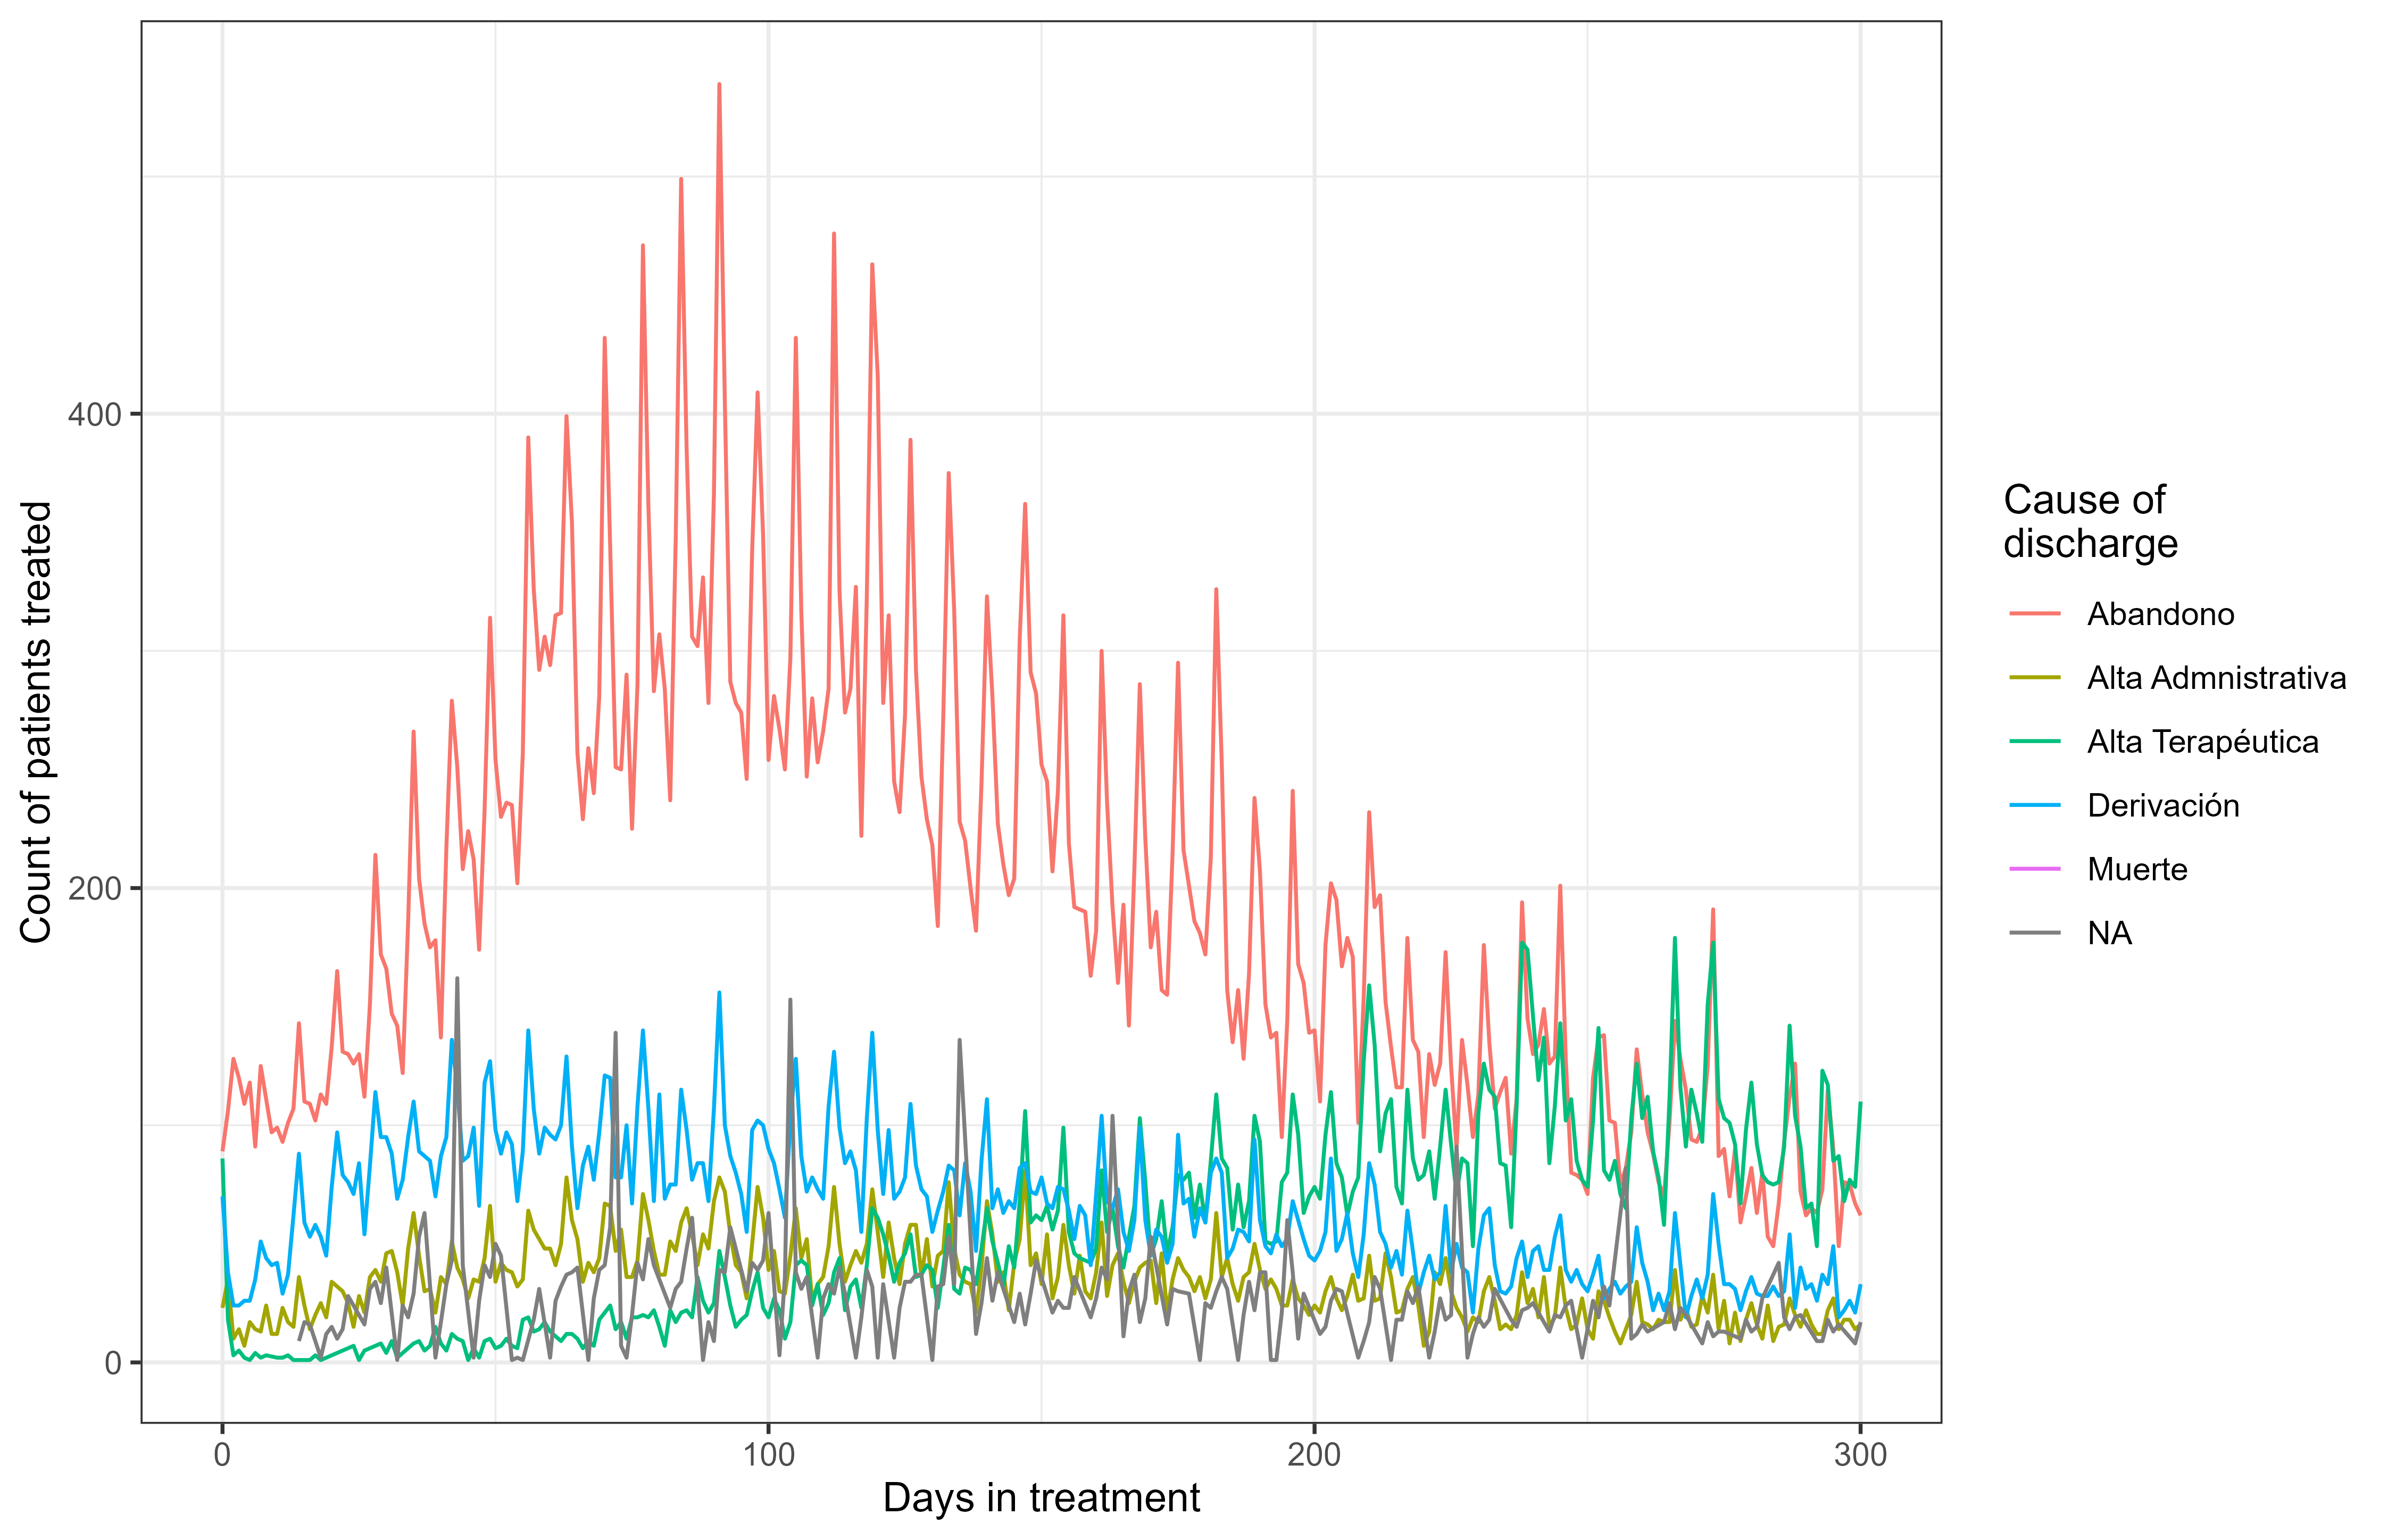 Count of patients treated
400
200
0
0 100 200 300
Days in treatment
Cause of
discharge
Abandono
Alta Admnistrativa
Alta Terapéutica
Derivación
Muerte
NA